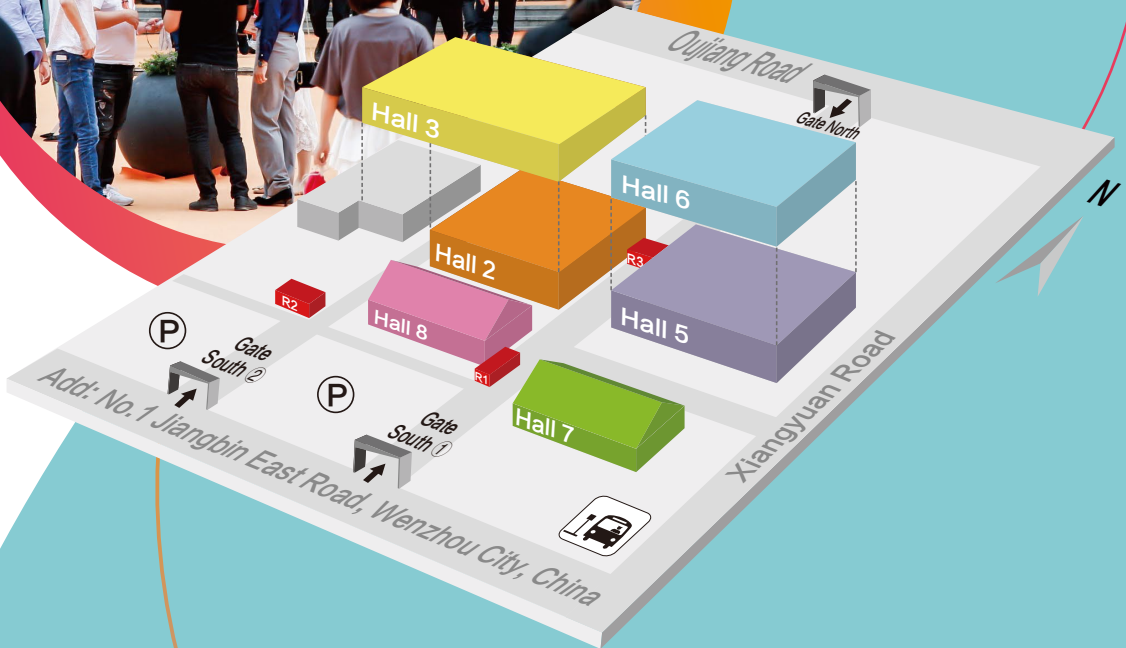 Oujiang Road
Gate North
Hall 3
Hall 6
N
Hall 2
R3
R2
Hall 8
Hall 5
P
Gate
South ②
R1
P
Gate
South ①
Hall 7
Xiangyuan Road
Add: No.1 Jiangbin East Road, Wenzhou City, China